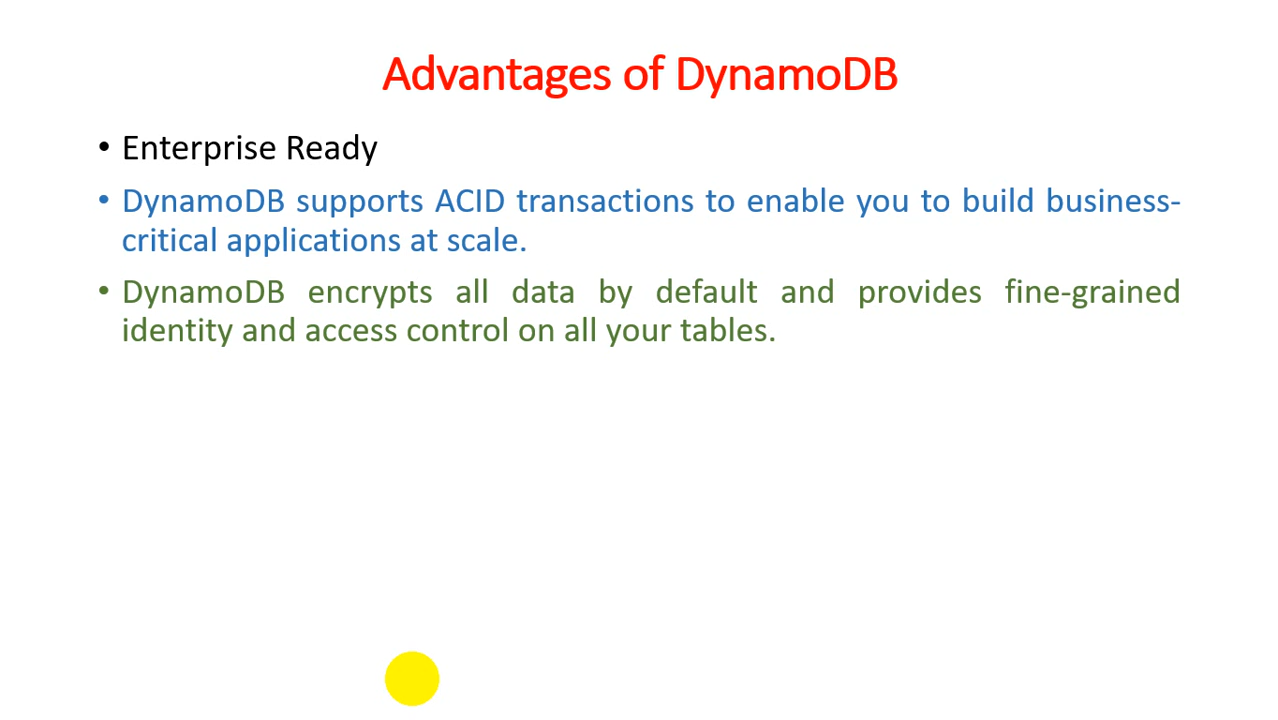 Advantages of DynamoDB
• Enterprise Ready
• DynamoDB supports ACID transactions to enable you to build business-
critical applications at scale.
• DynamoDB encrypts all data by default and provides fine-grained
identity and access control on all your tables.